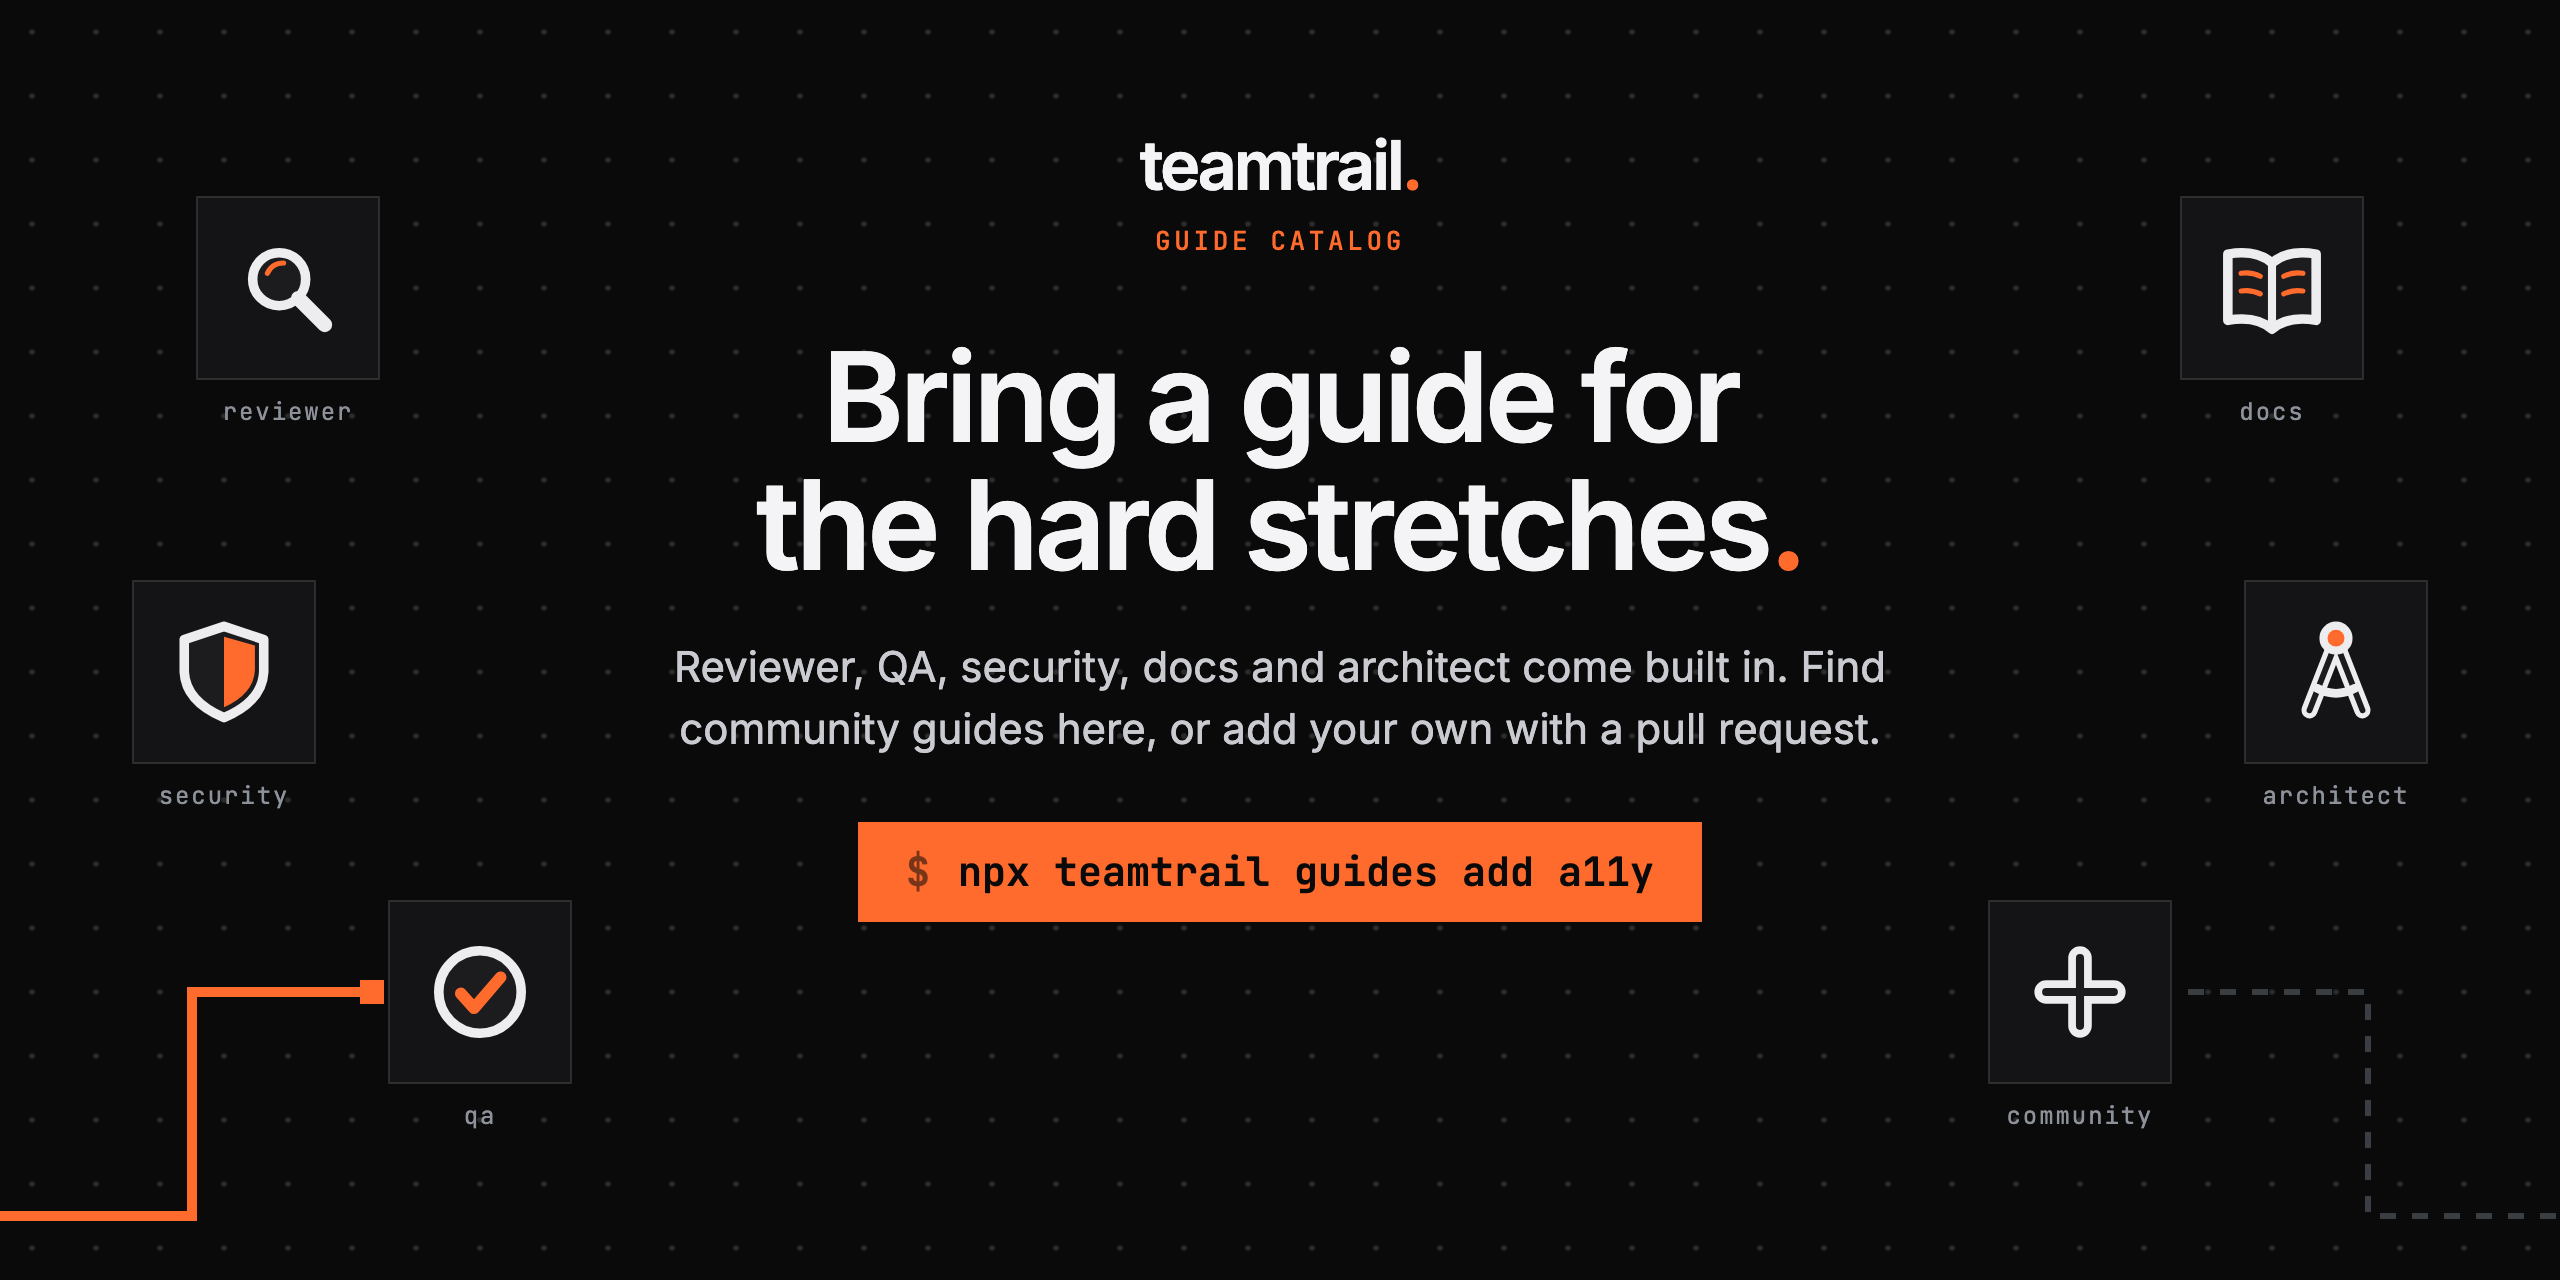 teamtrail.
GUIDE CATALOG
Bring a guide for
the hard stretches.
Reviewer, QA, security, docs and architect come built in. Find
community guides here, or add your own with a pull request.
$ npx teamtrail guides add a11y
reviewer
security
qa
docs
architect
community